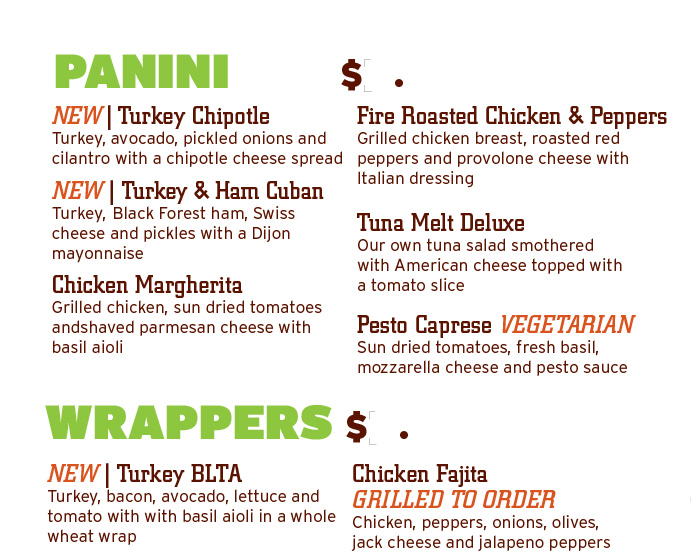 PANINI $ .
NEW | Turkey Chipotle
Turkey, avocado, pickled onions and
cilantro with a chipotle cheese spread
NEW | Turkey & Ham Cuban
Turkey, Black Forest ham, Swiss
cheese and pickles with a Dijon
mayonnaise
Chicken Margherita
Grilled chicken, sun dried tomatoes
andshaved parmesan cheese with
basil aioli
Fire Roasted Chicken & Peppers
Grilled chicken breast, roasted red
peppers and provolone cheese with
Italian dressing
Tuna Melt Deluxe
Our own tuna salad smothered
with American cheese topped with
a tomato slice
Pesto Caprese VEGETARIAN
Sun dried tomatoes, fresh basil,
mozzarella cheese and pesto sauce
WRAPPERS $ .
NEW | Turkey BLTA
Turkey, bacon, avocado, lettuce and
tomato with with basil aioli in a whole
wheat wrap
Chicken Fajita
GRILLED TO ORDER
Chicken, peppers, onions, olives,
jack cheese and jalapeno peppers